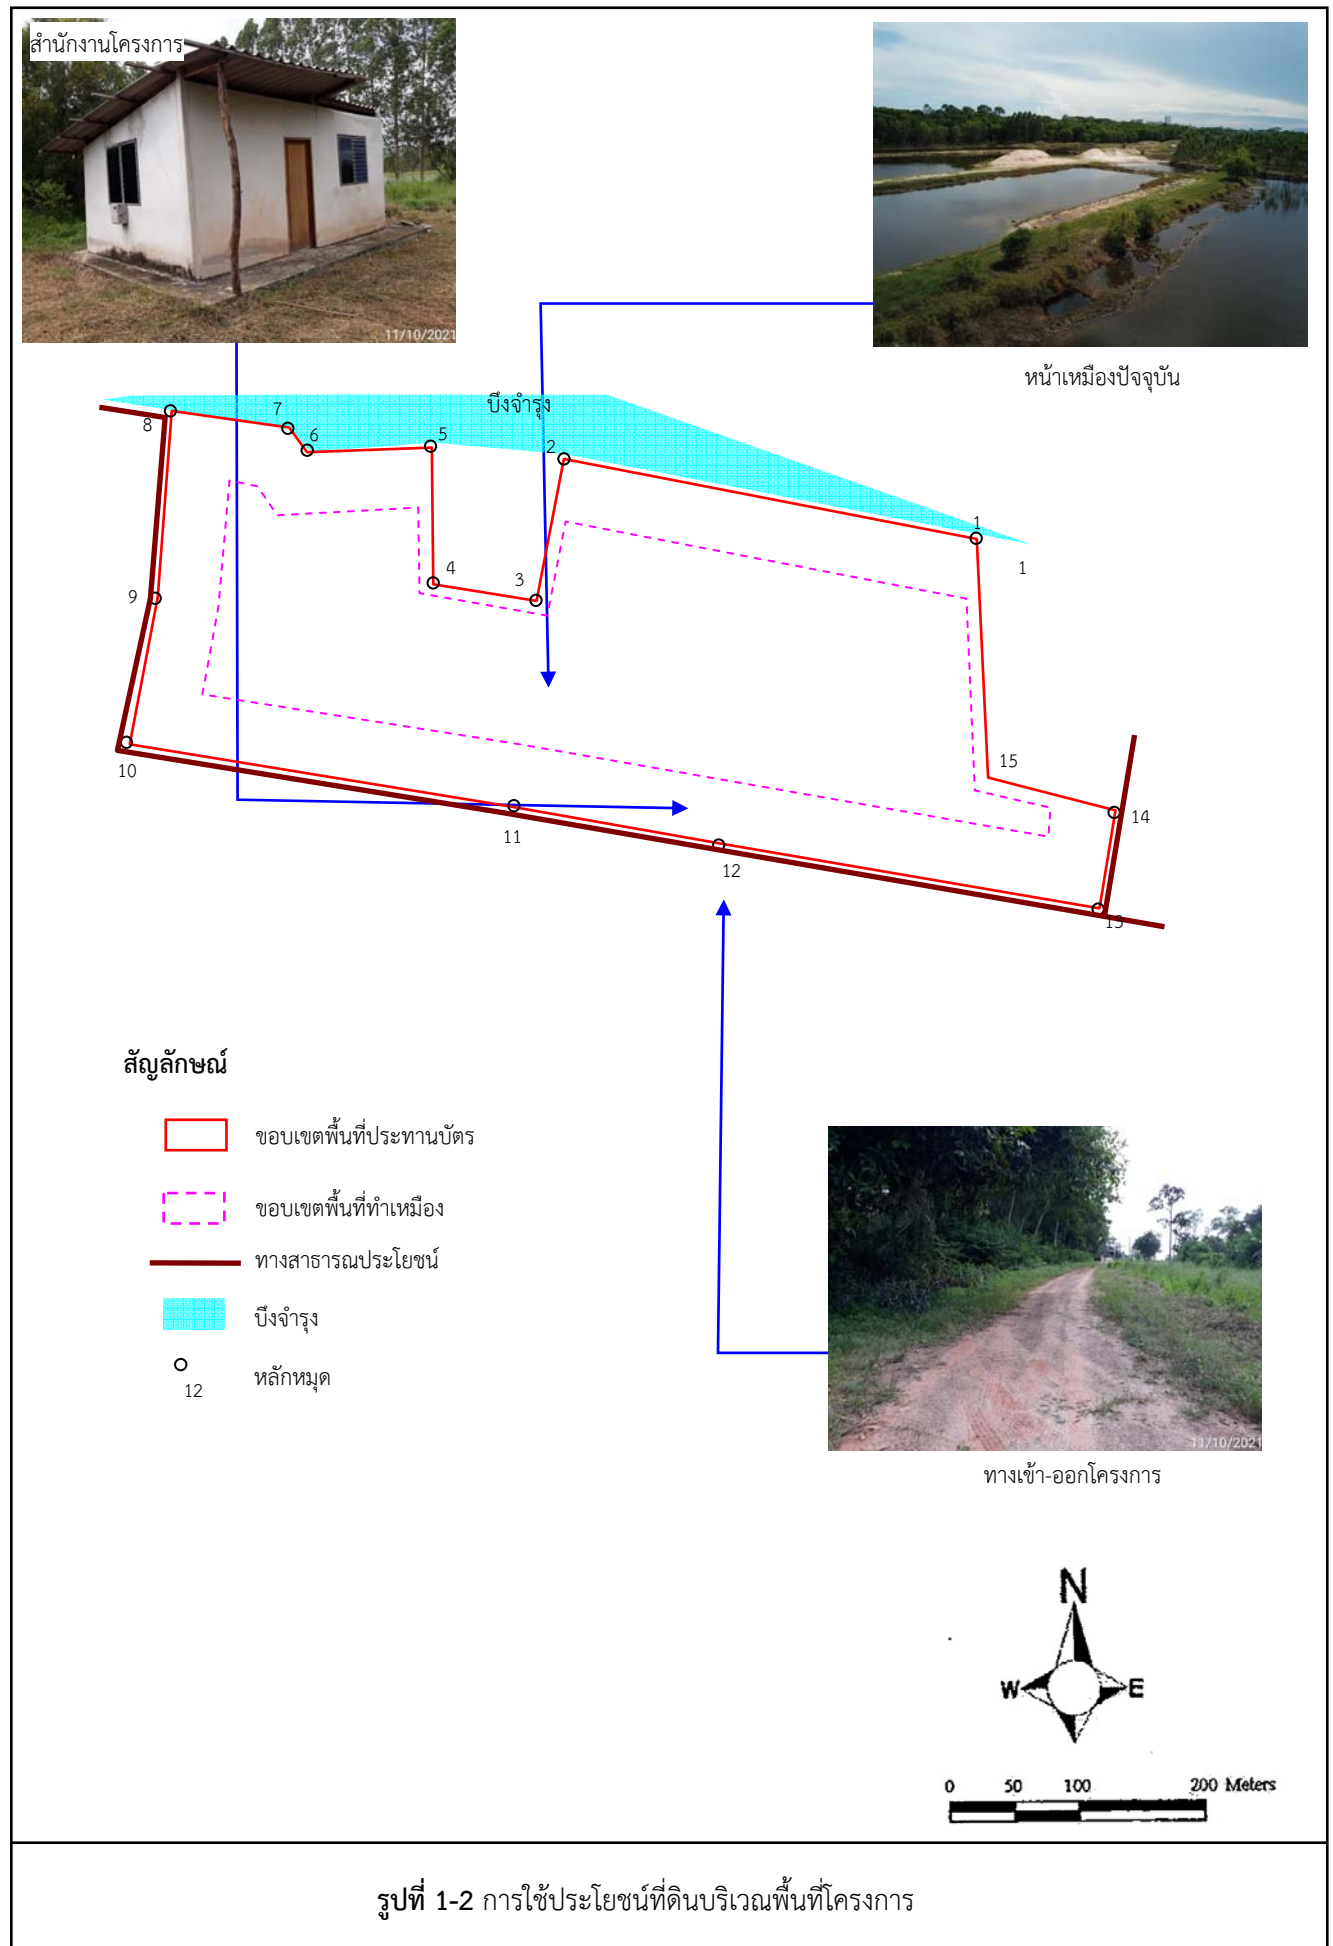 สำนักงานโครงการ
11/10/2021
หน้าเหมืองปัจจุบัน
บึงจำรุง
8
7
6
5
2
1
1
4
3
9
15
10
14
11
12
13
สัญลักษณ์
ขอบเขตพื้นที่ประทานบัตร
ขอบเขตพื้นที่ทำเหมือง
ทางสาธารณประโยชน์
บึงจำรุง
12 หลักหมุด
11/10/2021
ทางเข้า-ออกโครงการ
N
W E
0 50 100 200 Meters
รูปที่ 1-2 การใช้ประโยชน์ที่ดินบริเวณพื้นที่โครงการ